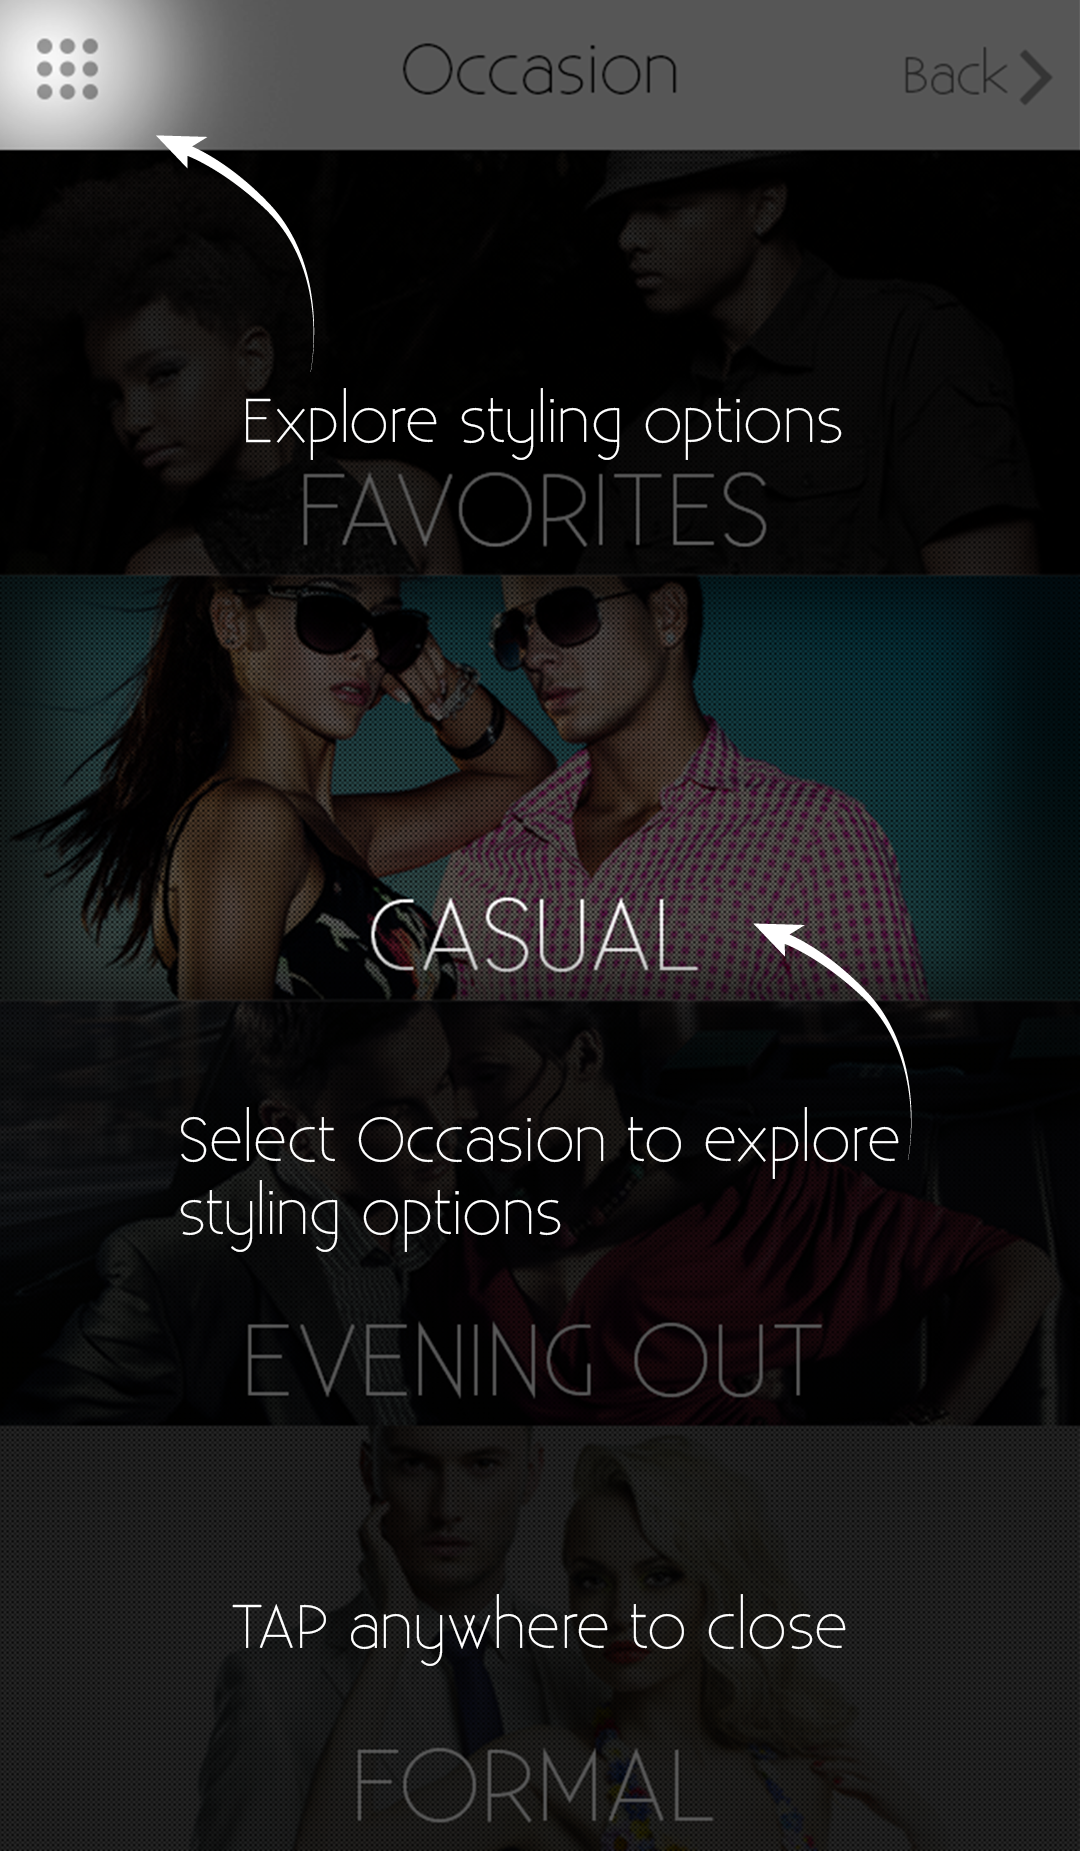 Occasion
Back
Explore styling options
FAVORITES
CASUAL
Select Occasion to explore
styling options
EVENING OUT
TAP anywhere to close
FORMAL